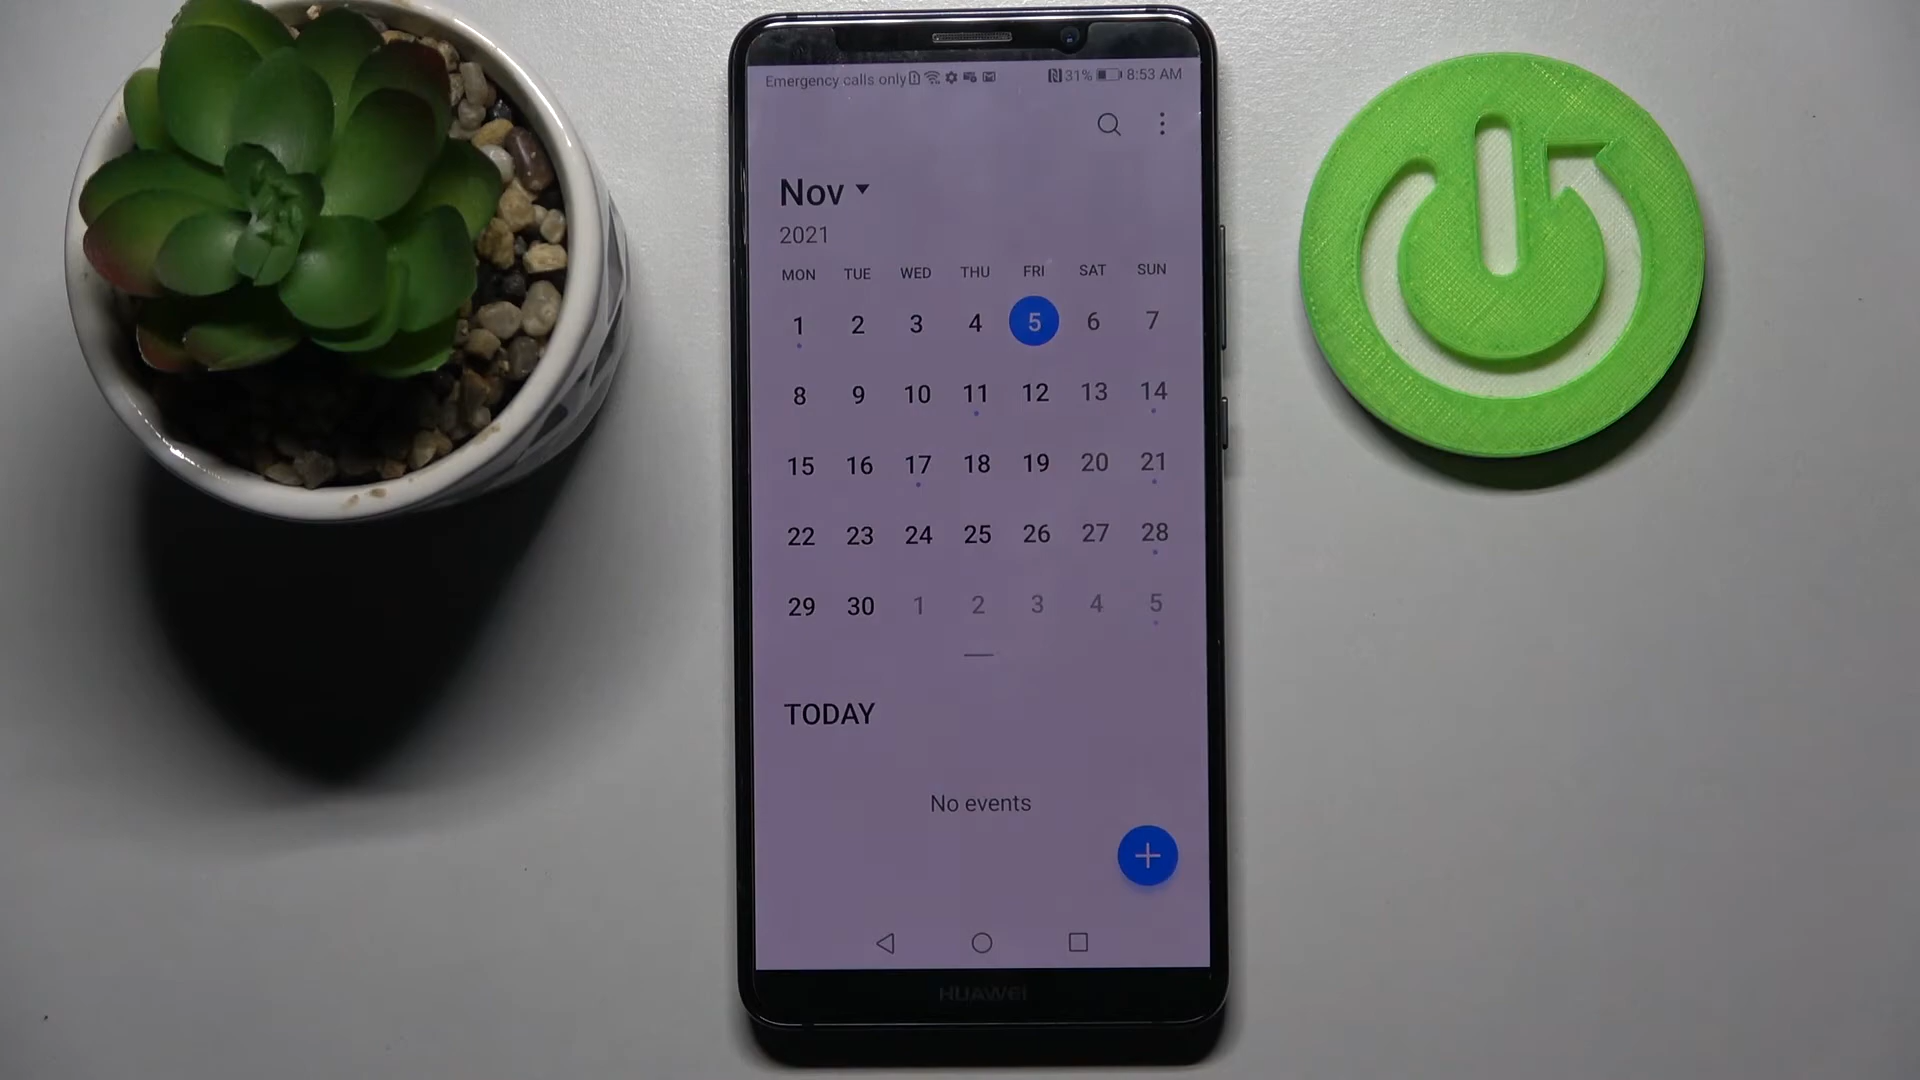 Emergency calls only 31% 8:53 AM
Nov
2021
MON TUE WED THU FRI SAT SUN
1 2 3 4 5 6 7
8 9 10 11 12 13 14
15 16 17 18 19 20 21
22 23 24 25 26 27 28
29 30 1 2 3 4 5
TODAY
No events
HUAWEI